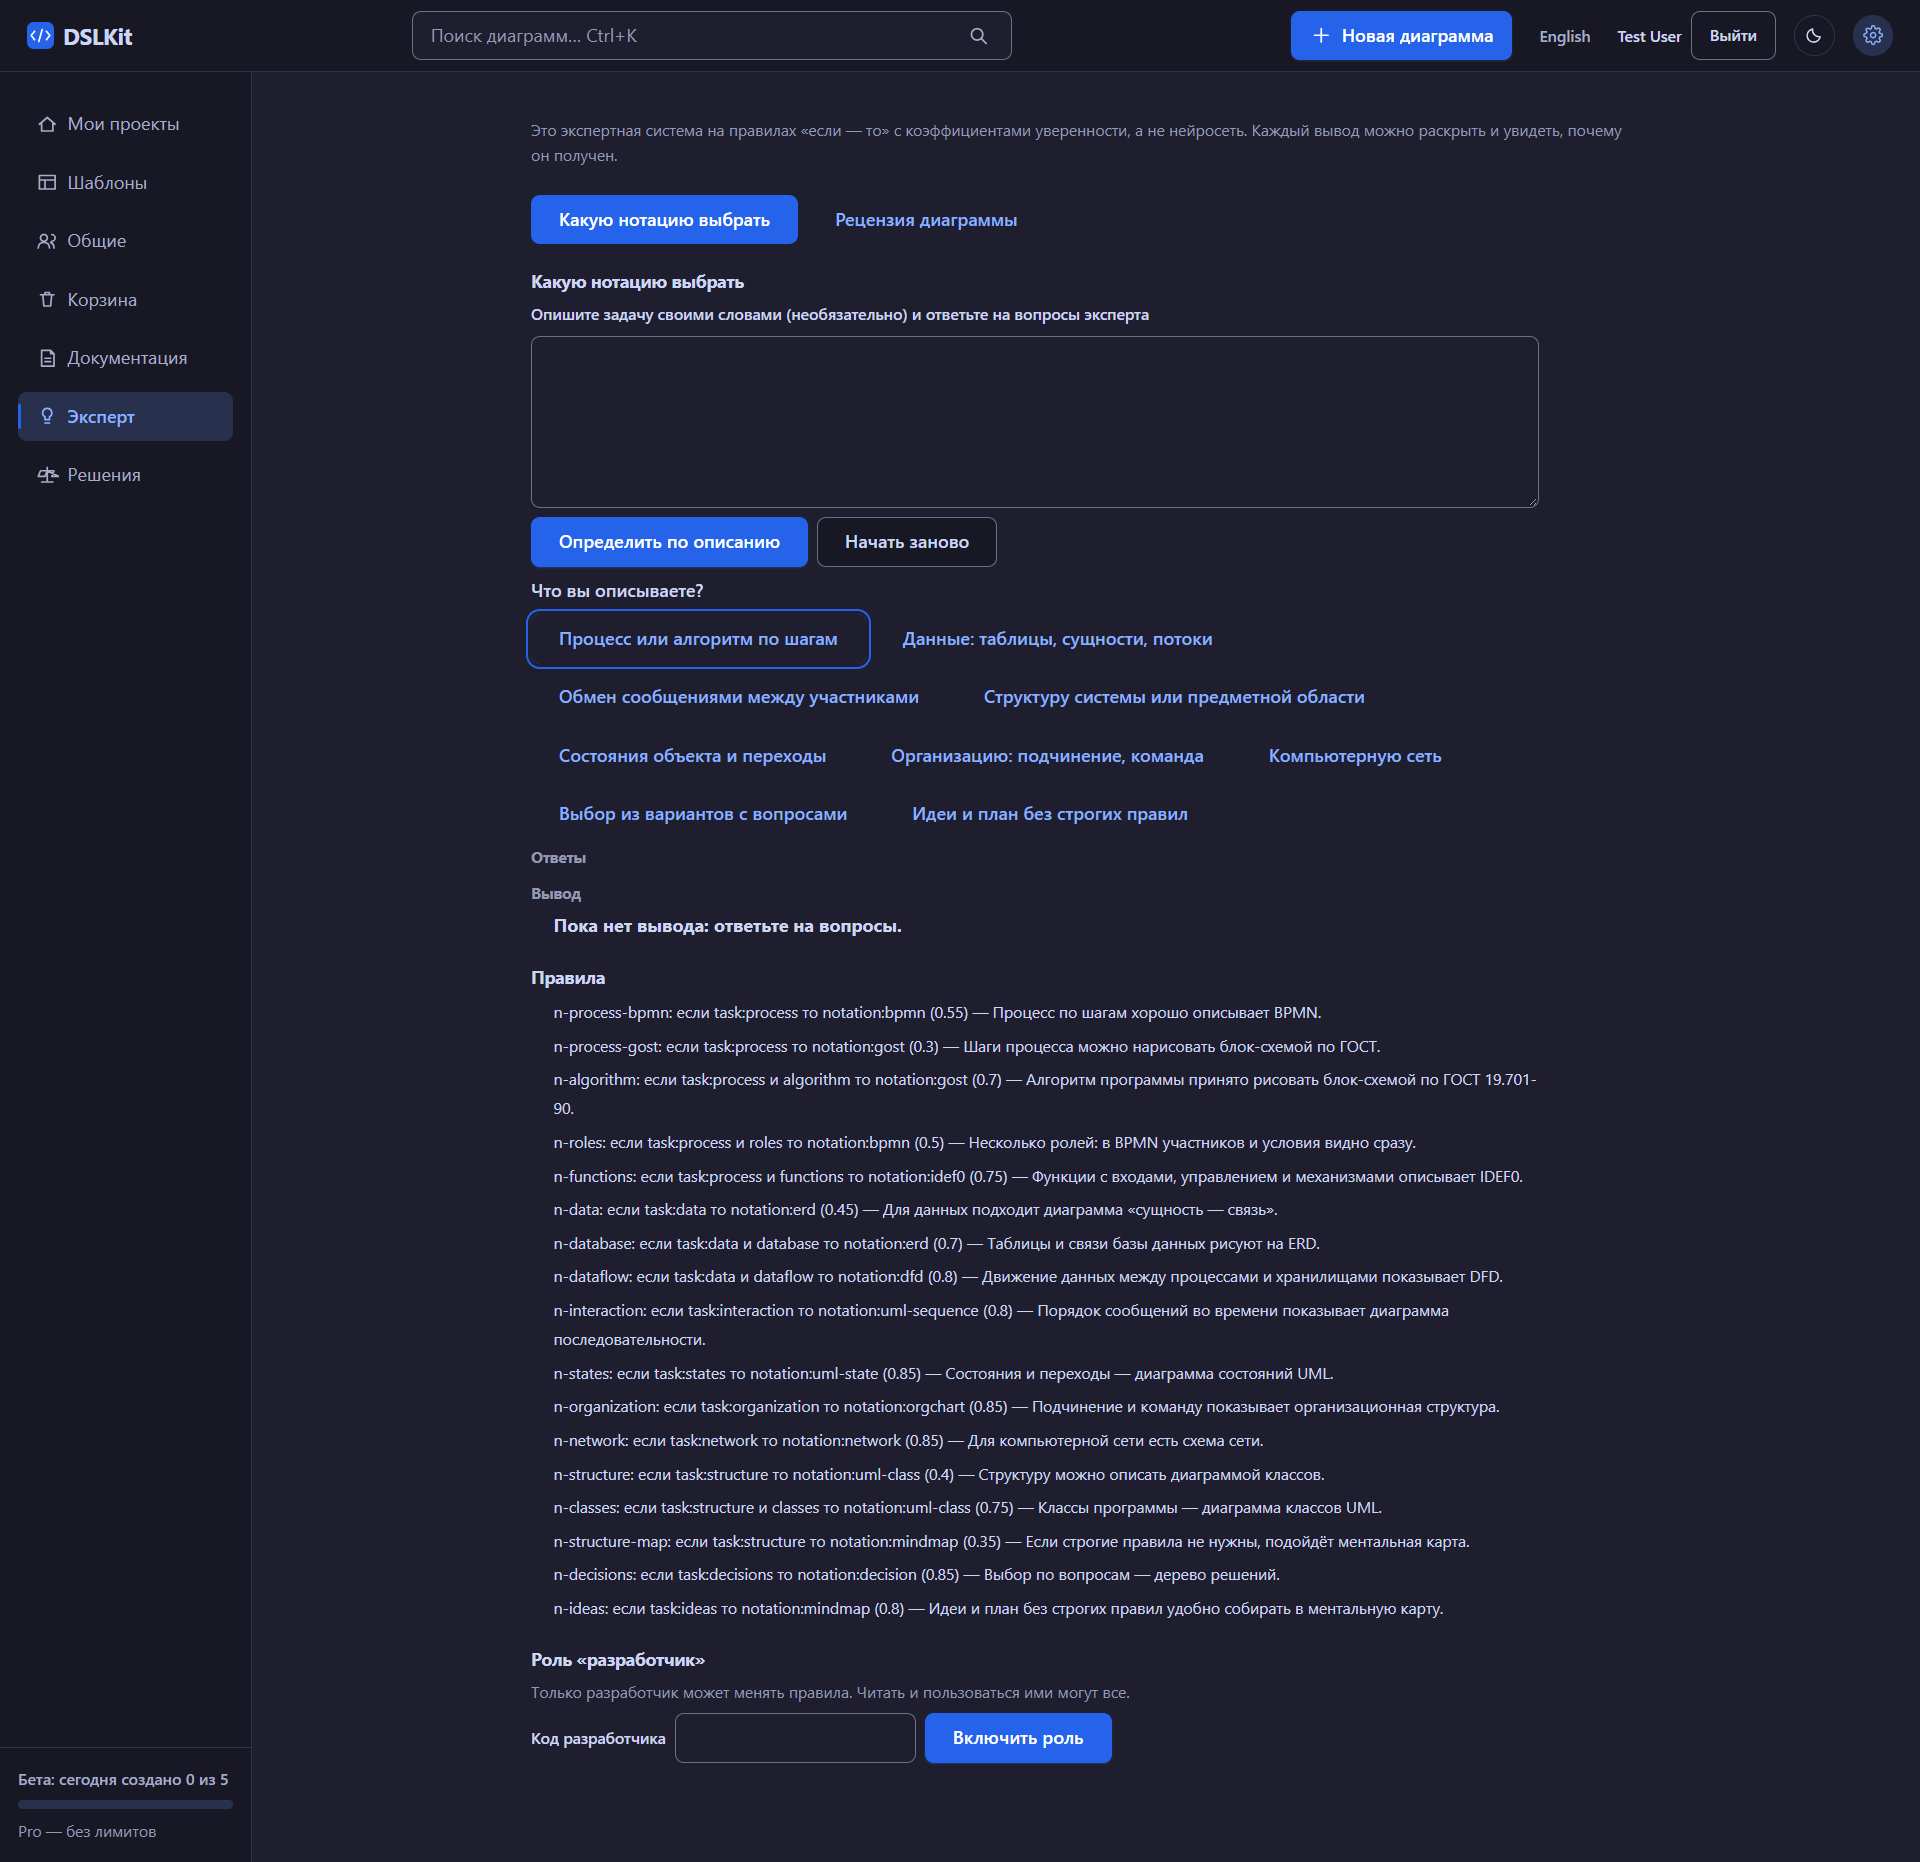 DSLKit
Поиск диаграмм... Ctrl+K
Новая диаграмма
English
Test User
Выйти
Мои проекты
Шаблоны
Общие
Корзина
Документация
Эксперт
Решения
Это экспертная система на правилах «если — то» с коэффициентами уверенности, а не нейросеть. Каждый вывод можно раскрыть и увидеть, почему
он получен.
Какую нотацию выбрать
Рецензия диаграммы
Какую нотацию выбрать
Опишите задачу своими словами (необязательно) и ответьте на вопросы эксперта
Определить по описанию
Начать заново
Что вы описываете?
Процесс или алгоритм по шагам
Данные: таблицы, сущности, потоки
Обмен сообщениями между участниками
Структуру системы или предметной области
Состояния объекта и переходы
Организацию: подчинение, команда
Компьютерную сеть
Выбор из вариантов с вопросами
Идеи и план без строгих правил
Ответы
Вывод
Пока нет вывода: ответьте на вопросы.
Правила
n-process-bpmn: если task:process то notation:bpmn (0.55) — Процесс по шагам хорошо описывает BPMN.
n-process-gost: если task:process то notation:gost (0.3) — Шаги процесса можно нарисовать блок-схемой по ГОСТ.
n-algorithm: если task:process и algorithm то notation:gost (0.7) — Алгоритм программы принято рисовать блок-схемой по ГОСТ 19.701-
90.
n-roles: если task:process и roles то notation:bpmn (0.5) — Несколько ролей: в BPMN участников и условия видно сразу.
n-functions: если task:process и functions то notation:idef0 (0.75) — Функции с входами, управлением и механизмами описывает IDEF0.
n-data: если task:data то notation:erd (0.45) — Для данных подходит диаграмма «сущность — связь».
n-database: если task:data и database то notation:erd (0.7) — Таблицы и связи базы данных рисуют на ERD.
n-dataflow: если task:data и dataflow то notation:dfd (0.8) — Движение данных между процессами и хранилищами показывает DFD.
n-interaction: если task:interaction то notation:uml-sequence (0.8) — Порядок сообщений во времени показывает диаграмма
последовательности.
n-states: если task:states то notation:uml-state (0.85) — Состояния и переходы — диаграмма состояний UML.
n-organization: если task:organization то notation:orgchart (0.85) — Подчинение и команду показывает организационная структура.
n-network: если task:network то notation:network (0.85) — Для компьютерной сети есть схема сети.
n-structure: если task:structure то notation:uml-class (0.4) — Структуру можно описать диаграммой классов.
n-classes: если task:structure и classes то notation:uml-class (0.75) — Классы программы — диаграмма классов UML.
n-structure-map: если task:structure то notation:mindmap (0.35) — Если строгие правила не нужны, подойдёт ментальная карта.
n-decisions: если task:decisions то notation:decision (0.85) — Выбор по вопросам — дерево решений.
n-ideas: если task:ideas то notation:mindmap (0.8) — Идеи и план без строгих правил удобно собирать в ментальную карту.
Роль «разработчик»
Только разработчик может менять правила. Читать и пользоваться ими могут все.
Код разработчика
Включить роль
Бета: сегодня создано 0 из 5
Pro — без лимитов